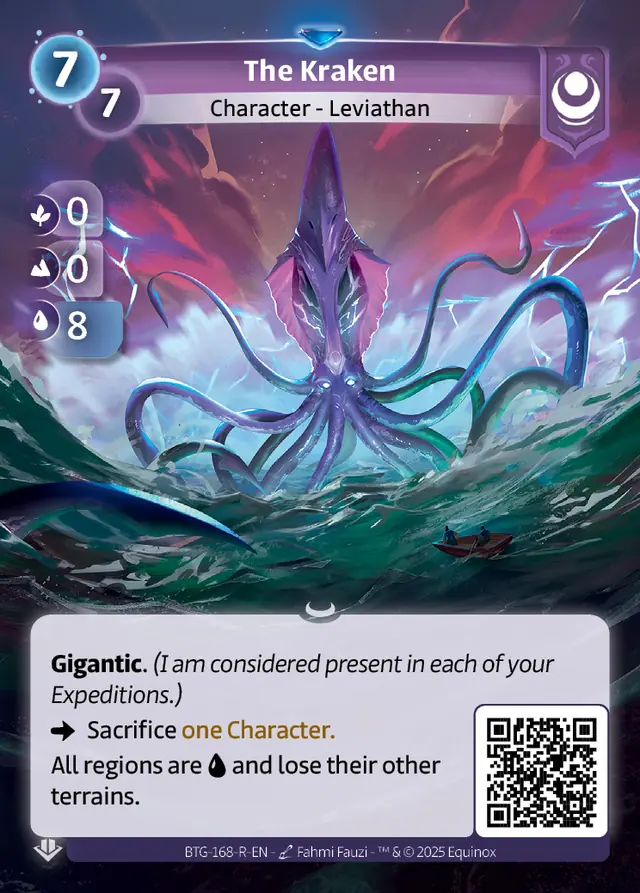 7
The Kraken
7
Character - Leviathan
0
0
8
Gigantic. (I am considered present in each of your
Expeditions.)
Sacrifice one Character.
All regions are and lose their other
terrains.
BTG-168-R-EN - Fahmi Fauzi - ™ & © 2025 Equinox